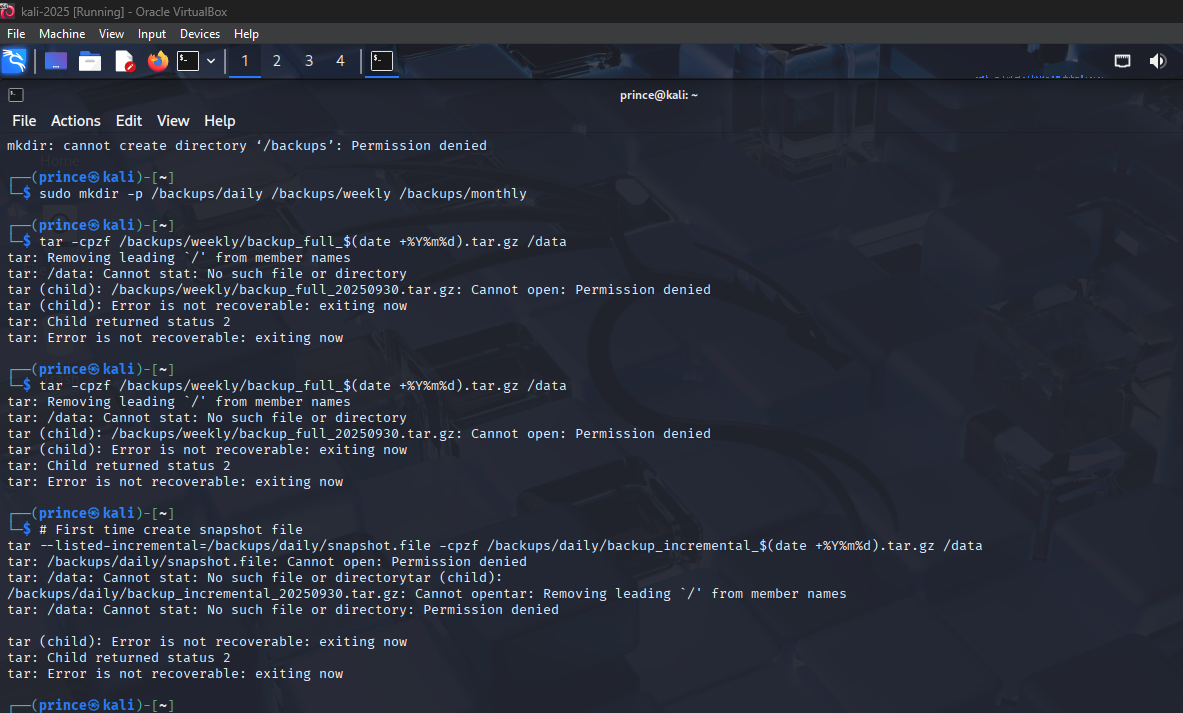 kali-2025 [Running] - Oracle VirtualBox
File Machine View Input Devices Help
1 2 3 4
prince@kali: ~
File Actions Edit View Help
mkdir: cannot create directory ‘/backups’: Permission denied
Home
┌──(prince㉿kali)-[~]
└─$ sudo mkdir -p /backups/daily /backups/weekly /backups/monthly
┌──(prince㉿kali)-[~]
└─$ tar -cpzf /backups/weekly/backup_full_$(date +%Y%m%d).tar.gz /data
tar: Removing leading `/' from member names
tar: /data: Cannot stat: No such file or directory
tar (child): /backups/weekly/backup_full_20250930.tar.gz: Cannot open: Permission denied
tar (child): Error is not recoverable: exiting now
tar: Child returned status 2
tar: Error is not recoverable: exiting now
┌──(prince㉿kali)-[~]
└─$ tar -cpzf /backups/weekly/backup_full_$(date +%Y%m%d).tar.gz /data
tar: Removing leading `/' from member names
tar: /data: Cannot stat: No such file or directory
tar (child): /backups/weekly/backup_full_20250930.tar.gz: Cannot open: Permission denied
tar (child): Error is not recoverable: exiting now
tar: Child returned status 2
tar: Error is not recoverable: exiting now
┌──(prince㉿kali)-[~]
└─$ # First time create snapshot file
tar --listed-incremental=/backups/daily/snapshot.file -cpzf /backups/daily/backup_incremental_$(date +%Y%m%d).tar.gz /data
tar: /backups/daily/snapshot.file: Cannot open: Permission denied
tar: /data: Cannot stat: No such file or directorytar (child):
/backups/daily/backup_incremental_20250930.tar.gz: Cannot opentar: Removing leading `/' from member names
tar: /data: Cannot stat: No such file or directory: Permission denied
tar (child): Error is not recoverable: exiting now
tar: Child returned status 2
tar: Error is not recoverable: exiting now
┌──(prince㉿kali)-[~]